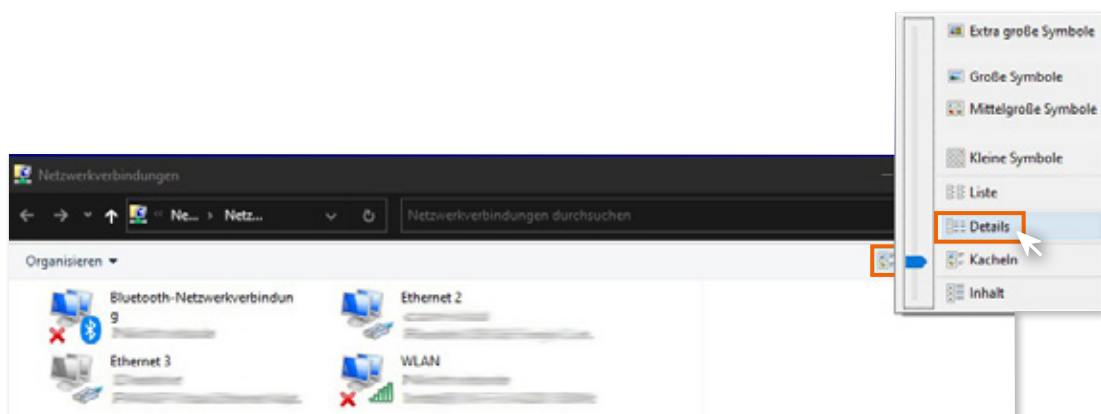 Extra große Symbole
Große Symbole
Mittelgroße Symbole
Kleine Symbole
Liste
Details
Kacheln
Inhalt
Netzwerkverbindungen
« Ne... › Netz...
Netzwerkverbindungen durchsuchen
Organisieren
Bluetooth-Netzwerkverbindun
g
Ethernet 2
Ethernet 3
WLAN